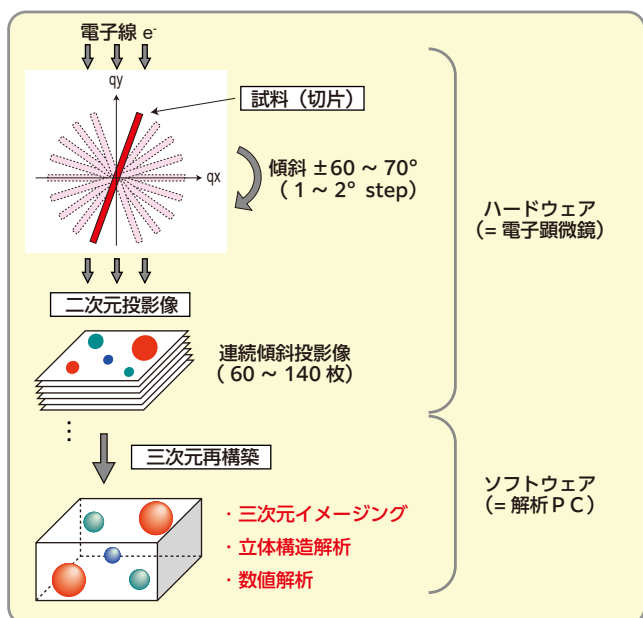 電子線 e-
qy
試料（切片）
qx
傾斜 ±60 ～ 70°
（ 1 ～ 2° step）
二次元投影像
連続傾斜投影像
（ 60 ～ 140 枚）
ハードウェア
（= 電子顕微鏡）
⋮
三次元再構築
・三次元イメージング
・立体構造解析
・数値解析
ソフトウェア
（= 解析ＰＣ）